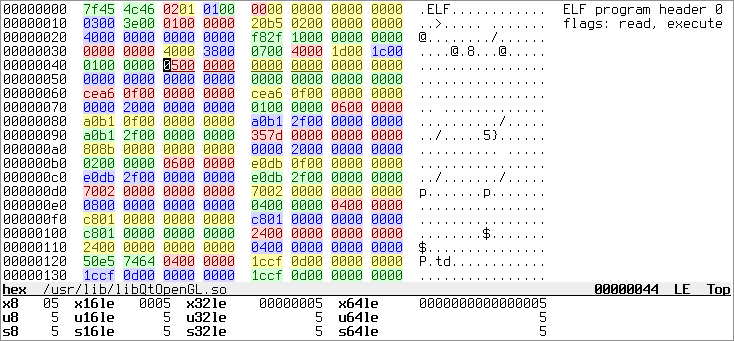 00000000 7f45 4c46 0201 0100 0000 0000 0000 0000 .ELF............ ELF program header 0
00000010 0300 3e00 0100 0000 20b5 0200 0000 0000 ..>..... ....... flags: read, execute
00000020 4000 0000 0000 0000 f82f 1000 0000 0000 @......../......
00000030 0000 0000 4000 3800 0700 4000 1d00 1c00 ....@.8...@.....
00000040 0100 0000 0500 0000 0000 0000 0000 0000 ................
00000050 0000 0000 0000 0000 0000 0000 0000 0000 ................
00000060 cea6 0f00 0000 0000 cea6 0f00 0000 0000 ................
00000070 0000 2000 0000 0000 0100 0000 0600 0000 .. .............
00000080 a0b1 0f00 0000 0000 a0b1 2f00 0000 0000 ........../.....
00000090 a0b1 2f00 0000 0000 357d 0000 0000 0000 ../.....5}......
000000a0 808b 0000 0000 0000 0000 2000 0000 0000 .......... .....
000000b0 0200 0000 0600 0000 e0db 0f00 0000 0000 ................
000000c0 e0db 2f00 0000 0000 e0db 2f00 0000 0000 ../......./.....
000000d0 7002 0000 0000 0000 7002 0000 0000 0000 p.......p.......
000000e0 0800 0000 0000 0000 0400 0000 0400 0000 ................
000000f0 c801 0000 0000 0000 c801 0000 0000 0000 ................
00000100 c801 0000 0000 0000 2400 0000 0000 0000 ........$.......
00000110 2400 0000 0000 0000 0400 0000 0000 0000 $...............
00000120 50e5 7464 0400 0000 1ccf 0d00 0000 0000 P.td............
00000130 1ccf 0d00 0000 0000 1ccf 0d00 0000 0000 ................
hex /usr/lib/libQtOpenGL.so 00000044 LE Top
x8 05 x16le 0005 x32le 00000005 x64le 0000000000000005
u8 5 u16le 5 u32le 5 u64le 5
s8 5 s16le 5 s32le 5 s64le 5